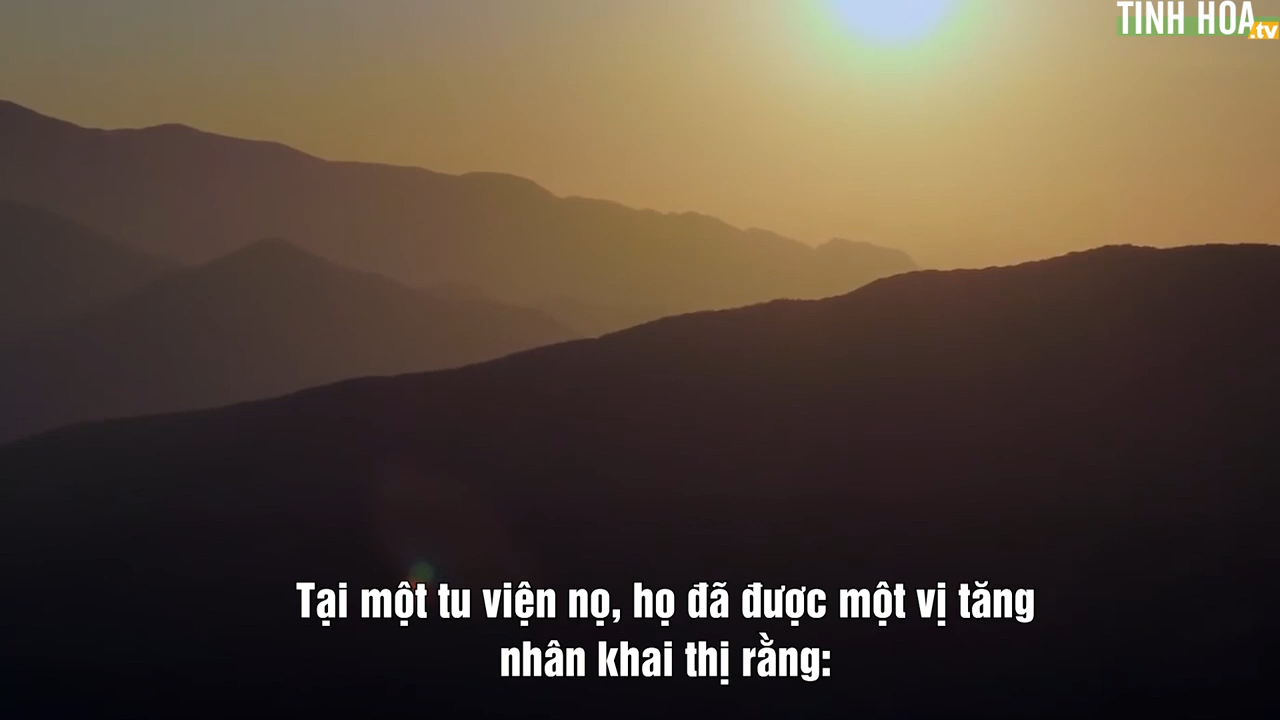 TINH HOA
.tv
Tại một tu viện nọ, họ đã được một vị tăng
nhân khai thị rằng: